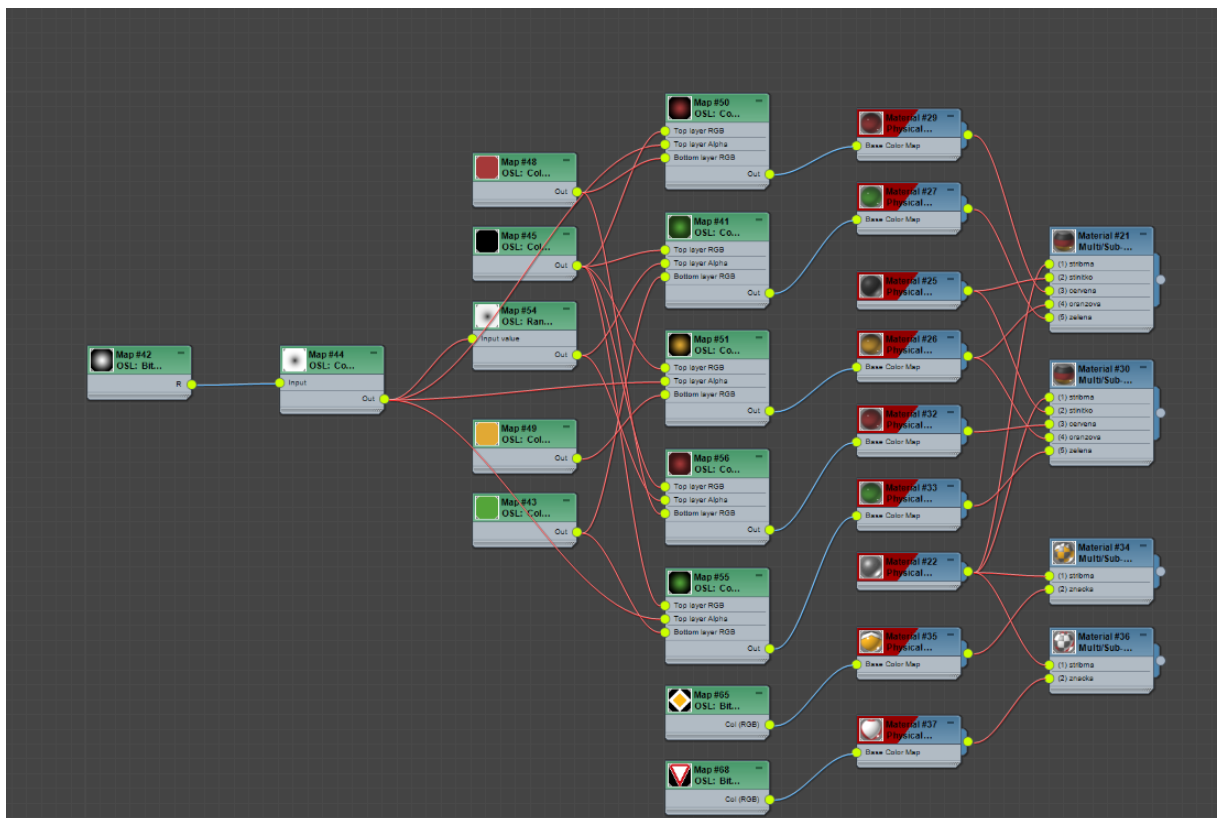 Map #42
OSL: Bit...
R
Map #44
OSL: Co...
Input
Out
Map #48
OSL: Col...
Out
Map #45
OSL: Col...
Out
Map #54
OSL: Ran...
Input value
Out
Map #49
OSL: Col...
Out
Map #43
OSL: Col...
Out
Map #50
OSL: Co...
Top layer RGB
Top layer Alpha
Bottom layer RGB
Out
Map #41
OSL: Co...
Top layer RGB
Top layer Alpha
Bottom layer RGB
Out
Map #51
OSL: Co...
Top layer RGB
Top layer Alpha
Bottom layer RGB
Out
Map #56
OSL: Co...
Top layer RGB
Top layer Alpha
Bottom layer RGB
Out
Map #55
OSL: Co...
Top layer RGB
Top layer Alpha
Bottom layer RGB
Out
Map #65
OSL: Bit...
Col (RGB)
Map #68
OSL: Bit...
Col (RGB)
Material #29
Physical...
Base Color Map
Material #27
Physical...
Base Color Map
Material #25
Physical...
Material #26
Physical...
Base Color Map
Material #32
Physical...
Base Color Map
Material #33
Physical...
Base Color Map
Material #22
Physical...
Material #35
Physical...
Base Color Map
Material #37
Physical...
Base Color Map
Material #21
Multi/Sub-...
(1) stribrna
(2) stinitko
(3) cervena
(4) oranzova
(5) zelena
Material #30
Multi/Sub-...
(1) stribrna
(2) stinitko
(3) cervena
(4) oranzova
(5) zelena
Material #34
Multi/Sub-...
(1) stribrna
(2) znacka
Material #36
Multi/Sub-...
(1) stribrna
(2) znacka